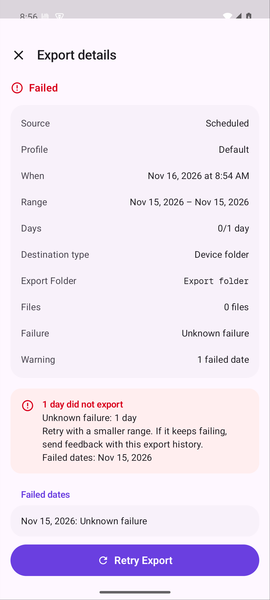 8:56
Export details
Failed
Source Scheduled
Profile Default
When Nov 16, 2026 at 8:54 AM
Range Nov 15, 2026 – Nov 15, 2026
Days 0/1 day
Destination type Device folder
Export Folder Export folder
Files 0 files
Failure Unknown failure
Warning 1 failed date
1 day did not export
Unknown failure: 1 day
Retry with a smaller range. If it keeps failing,
send feedback with this export history.
Failed dates: Nov 15, 2026
Failed dates
Nov 15, 2026: Unknown failure
Retry Export